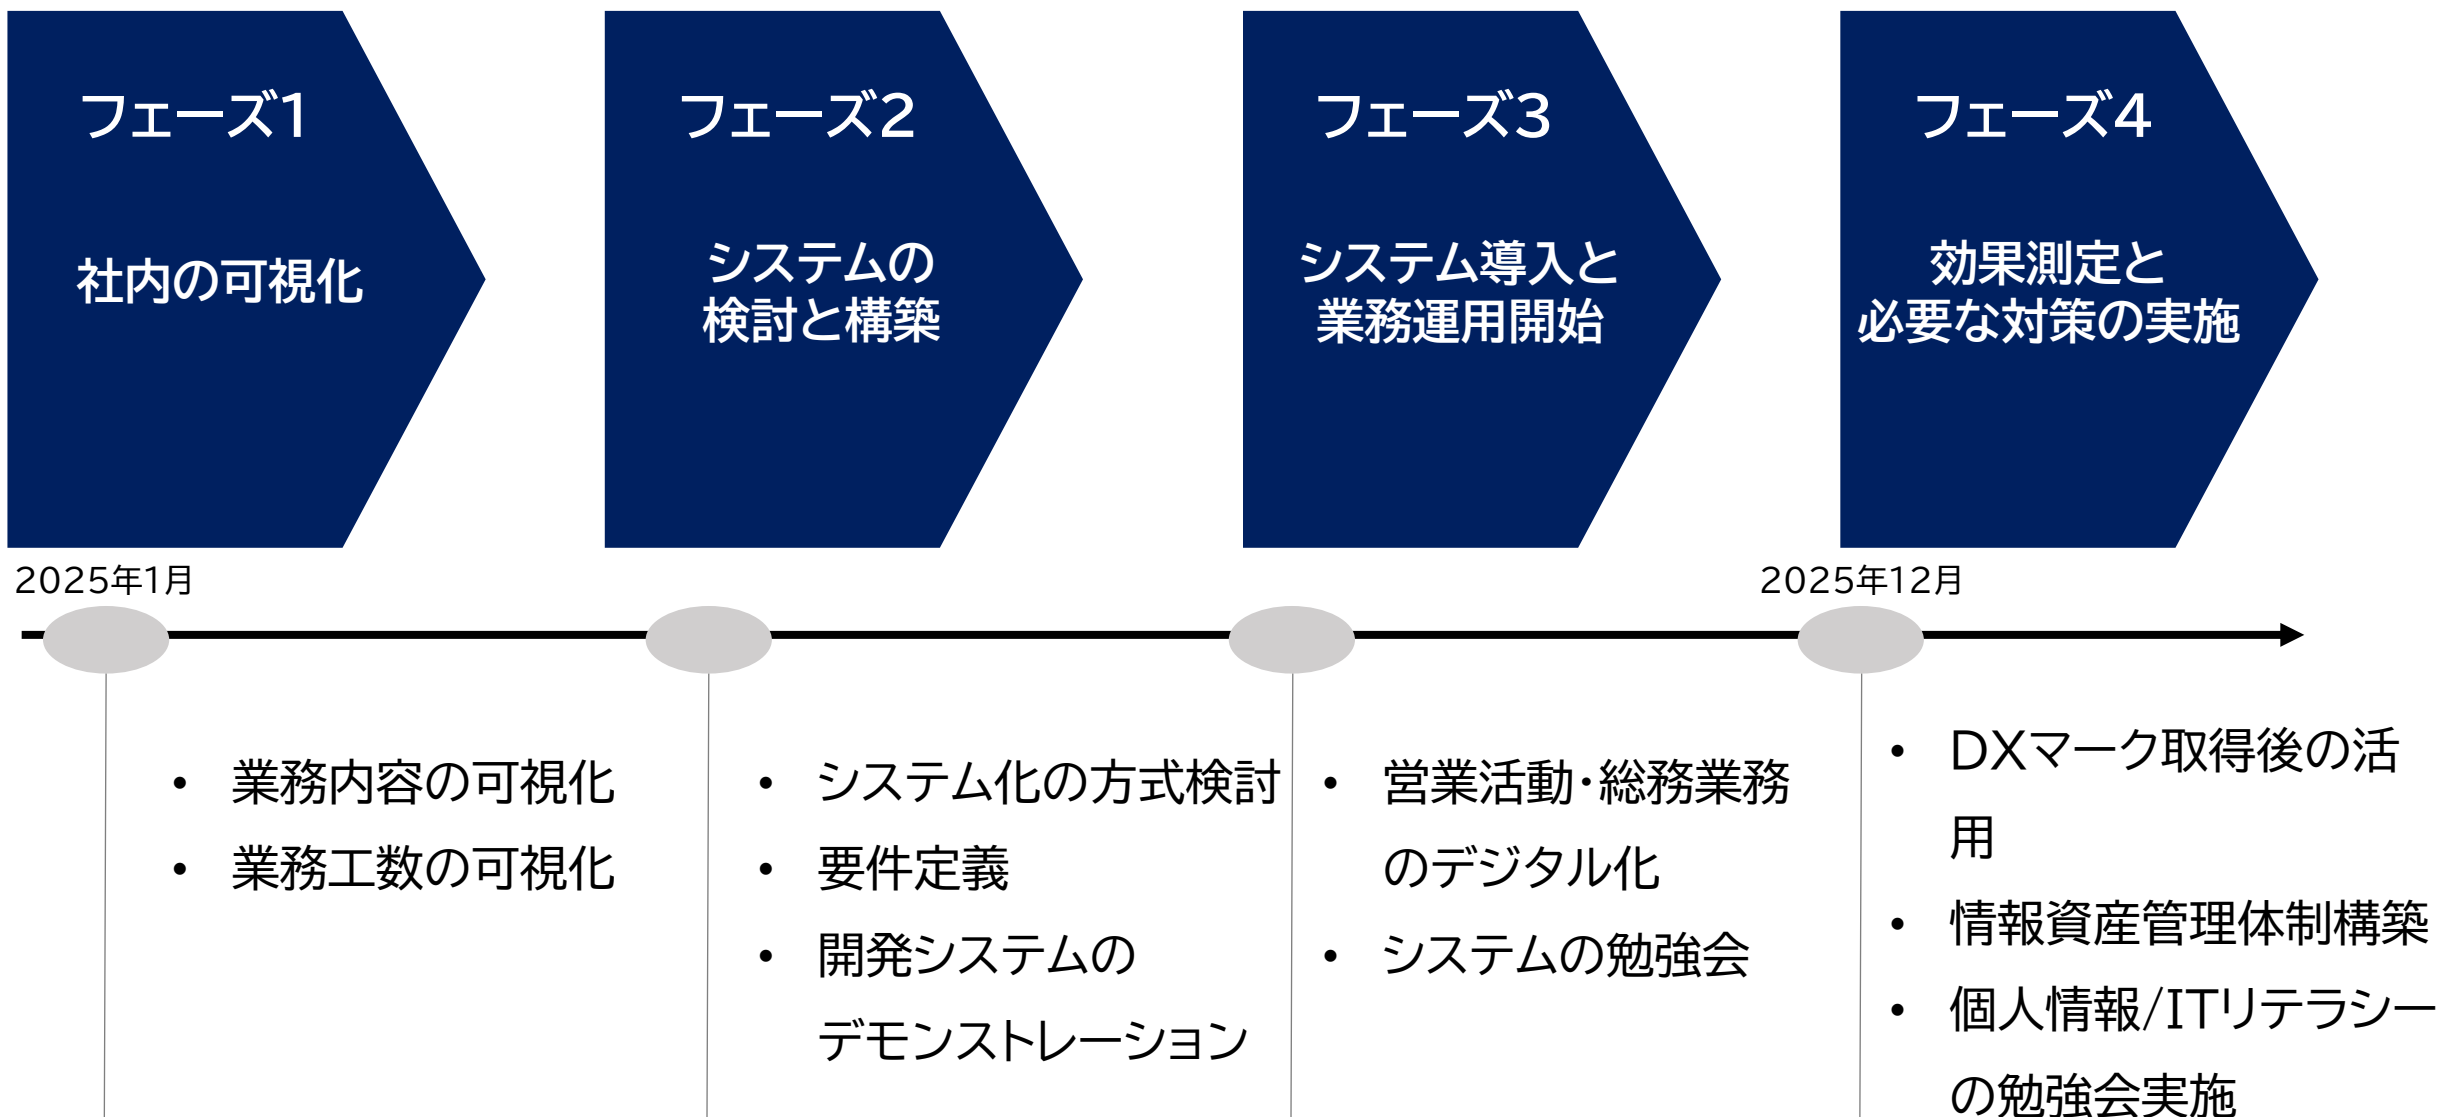 フェーズ1
社内の可視化
フェーズ2
システムの
検討と構築
フェーズ3
システム導入と
業務運用開始
フェーズ4
効果測定と
必要な対策の実施
2025年1月
2025年12月
• 業務内容の可視化
• 業務工数の可視化
• システム化の方式検討
• 要件定義
• 開発システムの
デモンストレーション
• 営業活動・総務業務
のデジタル化
• システムの勉強会
• DXマーク取得後の活
用
• 情報資産管理体制構築
• 個人情報/ITリテラシー
の勉強会実施